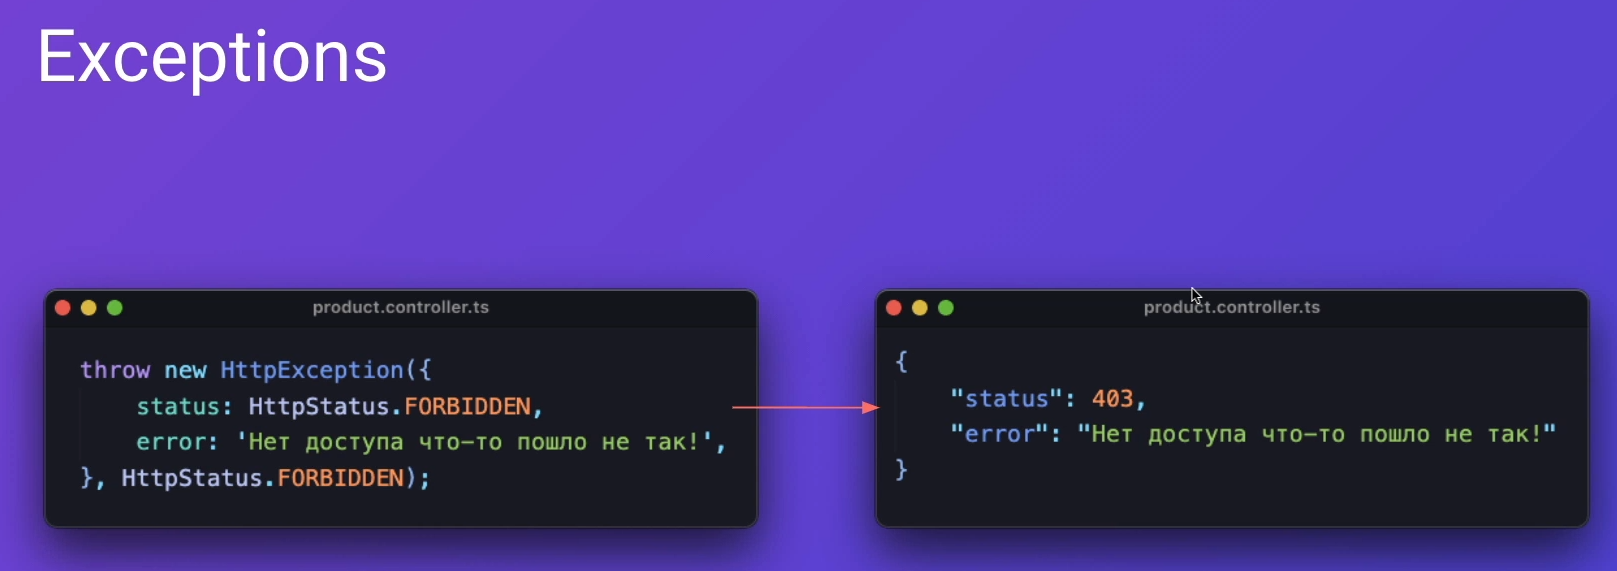 Exceptions
product.controller.ts
throw new HttpException({
status: HttpStatus.FORBIDDEN,
error: 'Нет доступа что-то пошло не так!',
}, HttpStatus.FORBIDDEN);
product.controller.ts
{
"status": 403,
"error": "Нет доступа что-то пошло не так!"
}